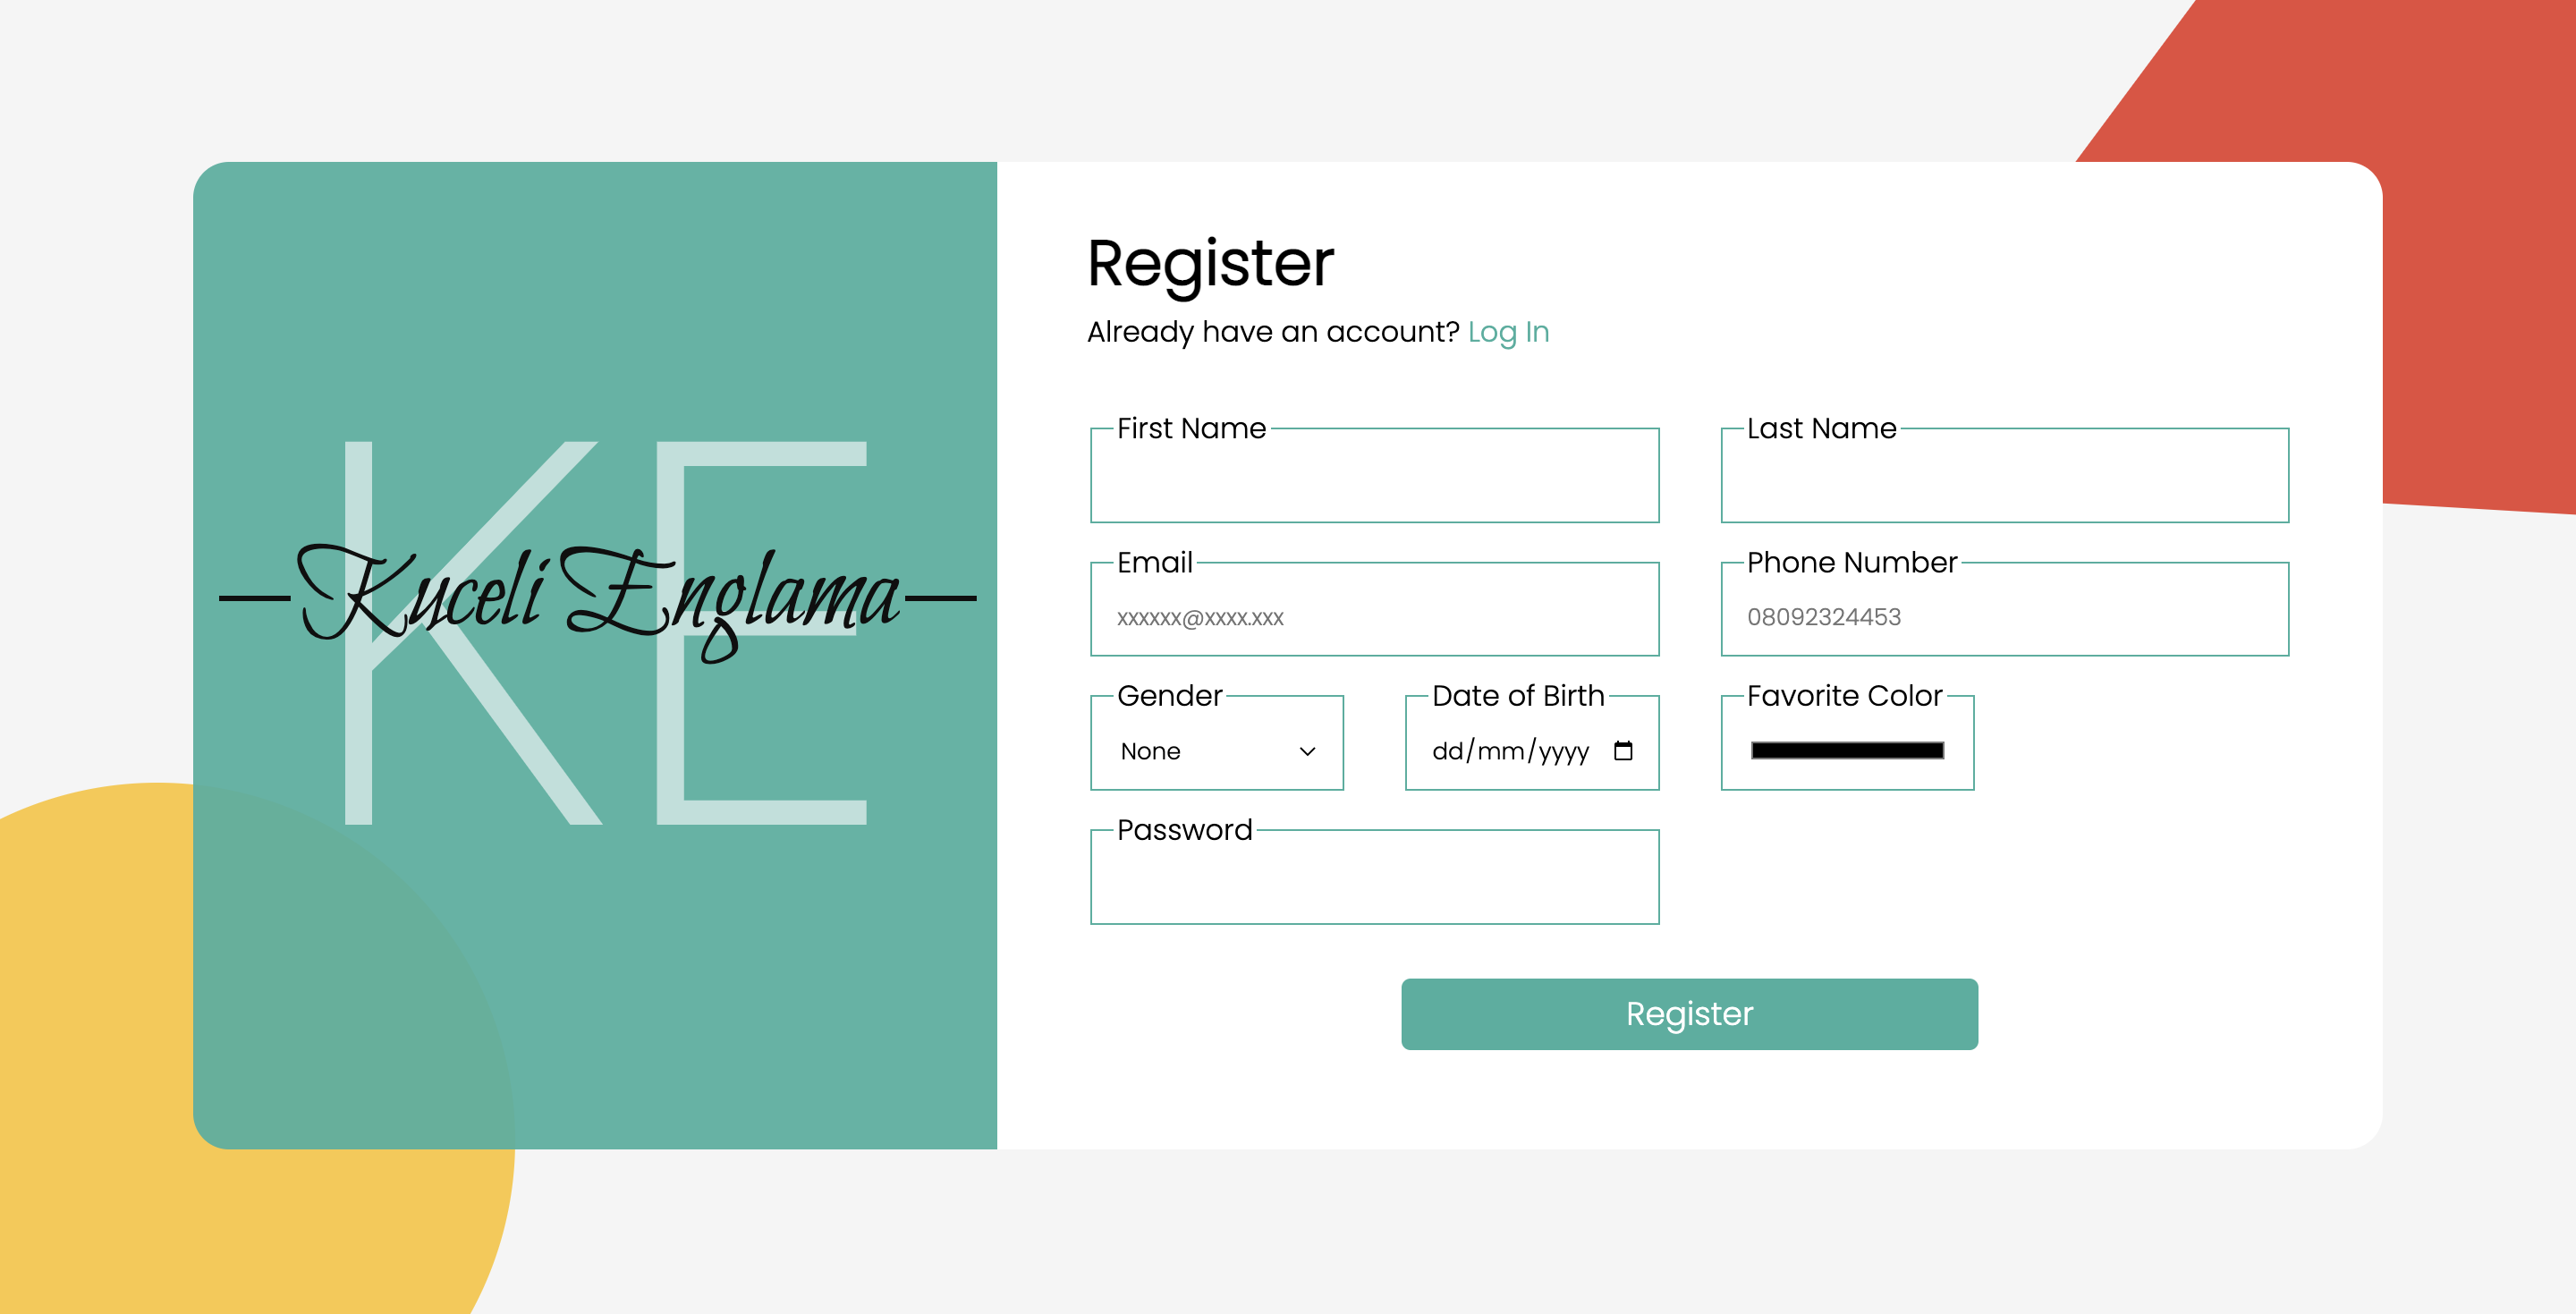 KE
Kuceli Englama
Register
Already have an account? Log In
First Name
Last Name
Email
xxxxxx@xxxx.xxx
Phone Number
08092324453
Gender
None
Date of Birth
dd/mm/yyyy
Favorite Color
Password
Register